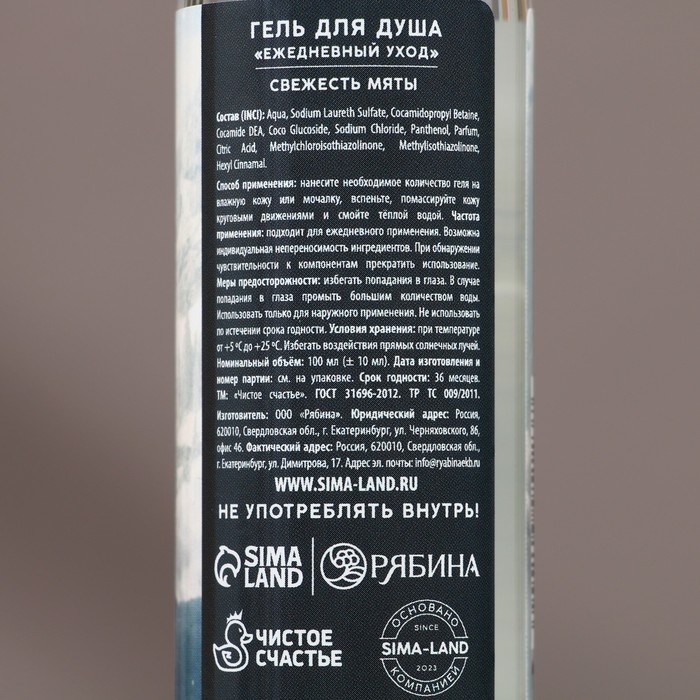 ГЕЛЬ ДЛЯ ДУША
«ЕЖЕДНЕВНЫЙ УХОД»
СВЕЖЕСТЬ МЯТЫ
Состав (INCI): Aqua, Sodium Laureth Sulfate, Cocamidopropyl Betaine,
Cocamide DEA, Coco Glucoside, Sodium Chloride, Panthenol, Parfum,
Citric Acid, Methylchloroisothiazolinone, Methylisothiazolinone,
Hexyl Cinnamal.
Способ применения: нанесите необходимое количество геля на
влажную кожу или мочалку, вспеньте, помассируйте кожу
круговыми движениями и смойте тёплой водой. Частота
применения: подходит для ежедневного применения. Возможна
индивидуальная непереносимость ингредиентов. При обнаружении
чувствительности к компонентам прекратить использование.
Меры предосторожности: избегать попадания в глаза. В случае
попадания в глаза промыть большим количеством воды.
Использовать только для наружного применения. Не использовать
по истечении срока годности. Условия хранения: при температуре
от +5 ºС до +25 ºС. Избегать воздействия прямых солнечных лучей.
Номинальный объём: 100 мл (± 10 мл). Дата изготовления и
номер партии: см. на упаковке. Срок годности: 36 месяцев.
ТМ: «Чистое счастье». ГОСТ 31696-2012. ТР ТС 009/2011.
Изготовитель: ООО «Рябина». Юридический адрес: Россия,
620010, Свердловская обл., г. Екатеринбург, ул. Черняховского, 86,
офис 46. Фактический адрес: Россия, 620010, Свердловская обл.,
г. Екатеринбург, ул. Димитрова, 17. Адрес эл. почты: info@ryabinaekb.ru
WWW.SIMA-LAND.RU
НЕ УПОТРЕБЛЯТЬ ВНУТРЬ!
SIMA
LAND
РЯБИНА
ЧИСТОЕ
СЧАСТЬЕ
ОСНОВАНО
SINCE
SIMA-LAND
2023
КОМПАНИЕЙ